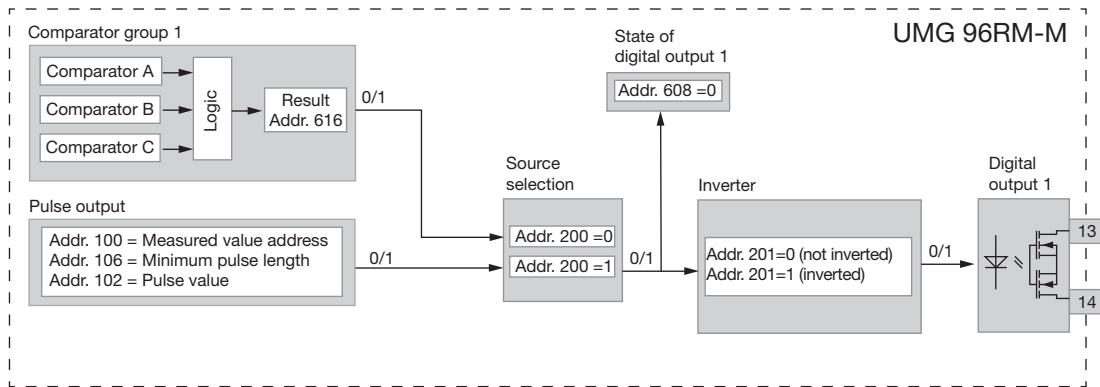 UMG 96RM-M
Comparator group 1
Comparator A
Comparator B
Comparator C
Logic
Result
Addr. 616
0/1
State of
digital output 1
Addr. 608 =0
Pulse output
Addr. 100 = Measured value address
Addr. 106 = Minimum pulse length
Addr. 102 = Pulse value
0/1
Source
selection
Addr. 200 =0
Addr. 200 =1
0/1
Inverter
Addr. 201=0 (not inverted)
Addr. 201=1 (inverted)
0/1
Digital
output 1
13
14